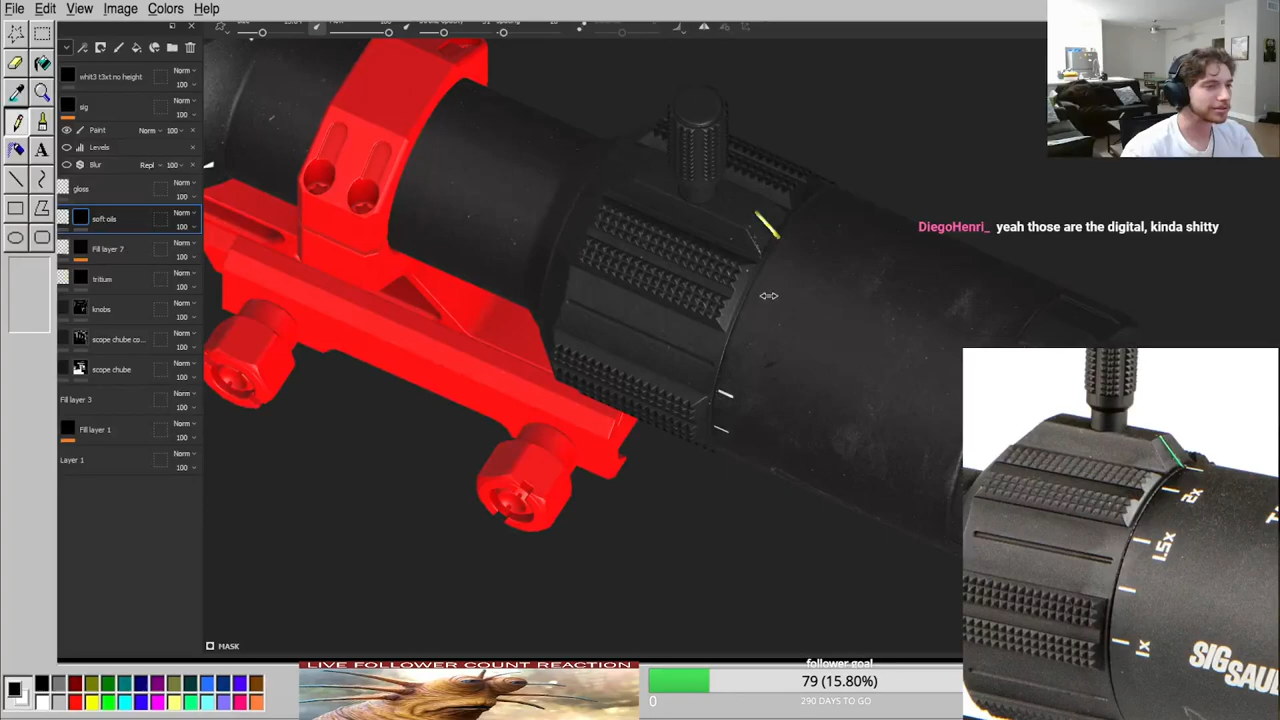 File Edit Image Colors Help
whit3 t3xt no height Norm 100
sig Norm 100
Paint Norm 100
Levels
Blur Repl 100
gloss Norm 100
soft oils Norm 100
Fill layer 7 Norm 100
tritium Norm 100
knobs Norm 100
scope chube co... Norm 100
scope chube Norm 100
Fill layer 3 Norm 100
Fill layer 1 Norm 100
Layer 1 Norm 100
MASK
DiegoHenri_ yeah those are the digital, kinda shitty
2x
1.5x
1x
LIVE FOLLOWER COUNT REACTION
follower goal
79 (15.80%)
0
290 DAYS TO GO